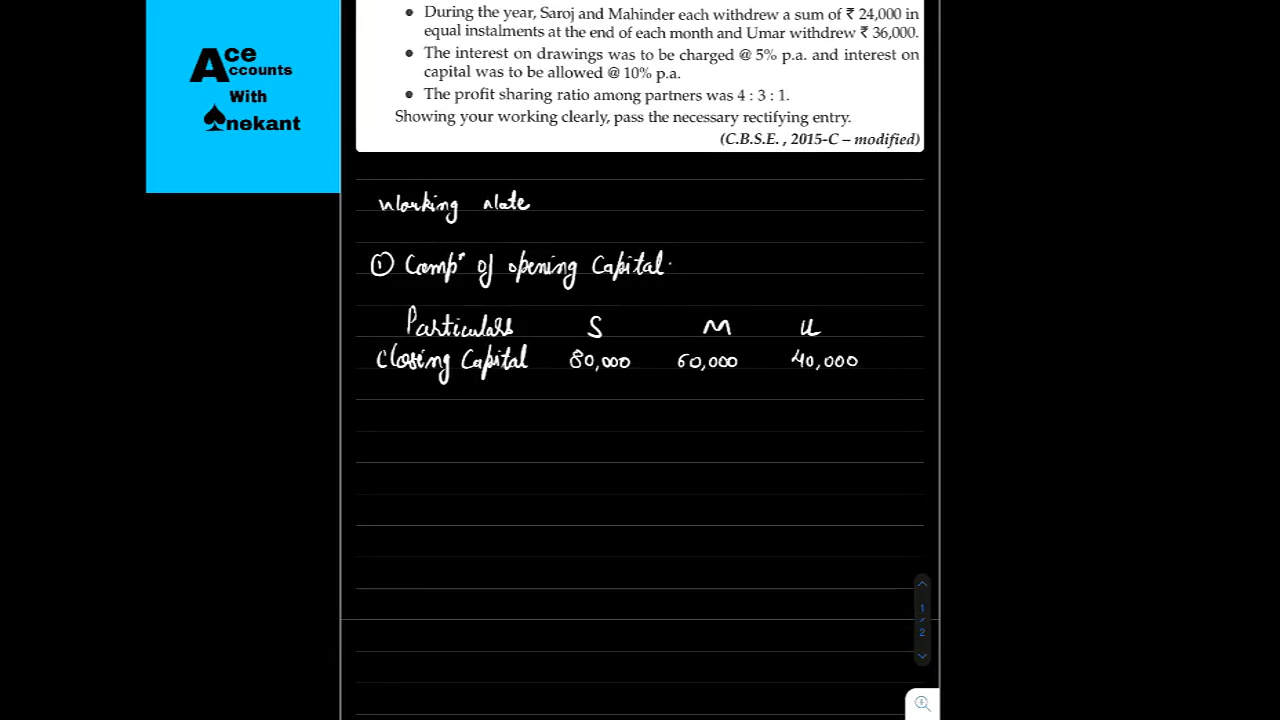 Ace
Accounts
With
Anekant
• During the year, Saroj and Mahinder each withdrew a sum of ₹ 24,000 in
equal instalments at the end of each month and Umar withdrew ₹ 36,000.
• The interest on drawings was to be charged @ 5% p.a. and interest on
capital was to be allowed @ 10% p.a.
• The profit sharing ratio among partners was 4 : 3 : 1.
Showing your working clearly, pass the necessary rectifying entry.
(C.B.S.E. , 2015-C – modified)
Working Note
① Compⁿ of opening Capital.
Particulars S M U
Closing Capital 80,000 60,000 40,000
1
/
2